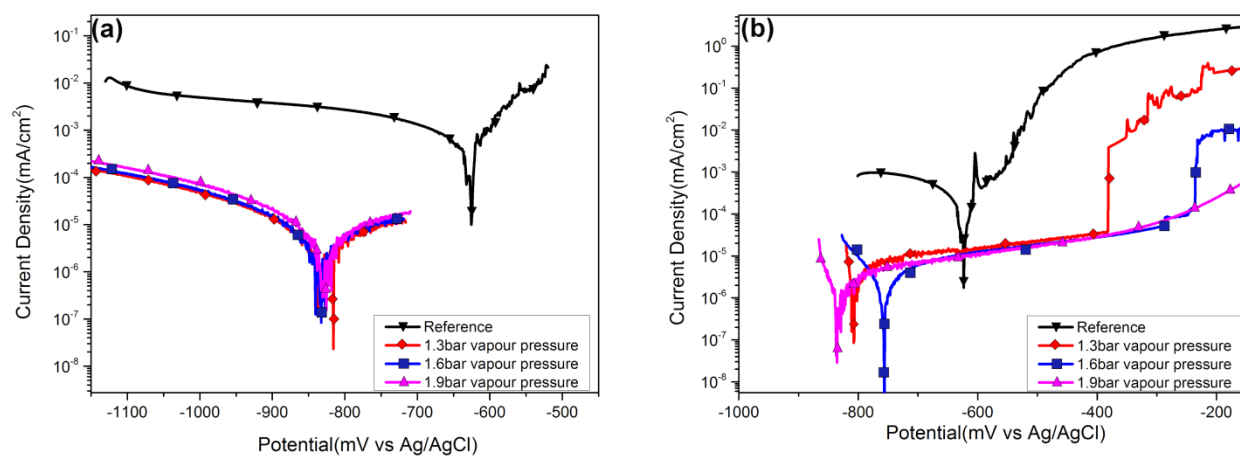 (a)
10⁻¹
10⁻²
10⁻³
10⁻⁴
10⁻⁵
10⁻⁶
10⁻⁷
10⁻⁸
Current Density(mA/cm²)
Reference
1.3bar vapour pressure
1.6bar vapour pressure
1.9bar vapour pressure
-1100 -1000 -900 -800 -700 -600 -500
Potential(mV vs Ag/AgCl)
(b)
10⁰
10⁻¹
10⁻²
10⁻³
10⁻⁴
10⁻⁵
10⁻⁶
10⁻⁷
10⁻⁸
Current Density(mA/cm²)
Reference
1.3bar vapour pressure
1.6bar vapour pressure
1.9bar vapour pressure
-1000 -800 -600 -400 -200
Potential(mV vs Ag/AgCl)